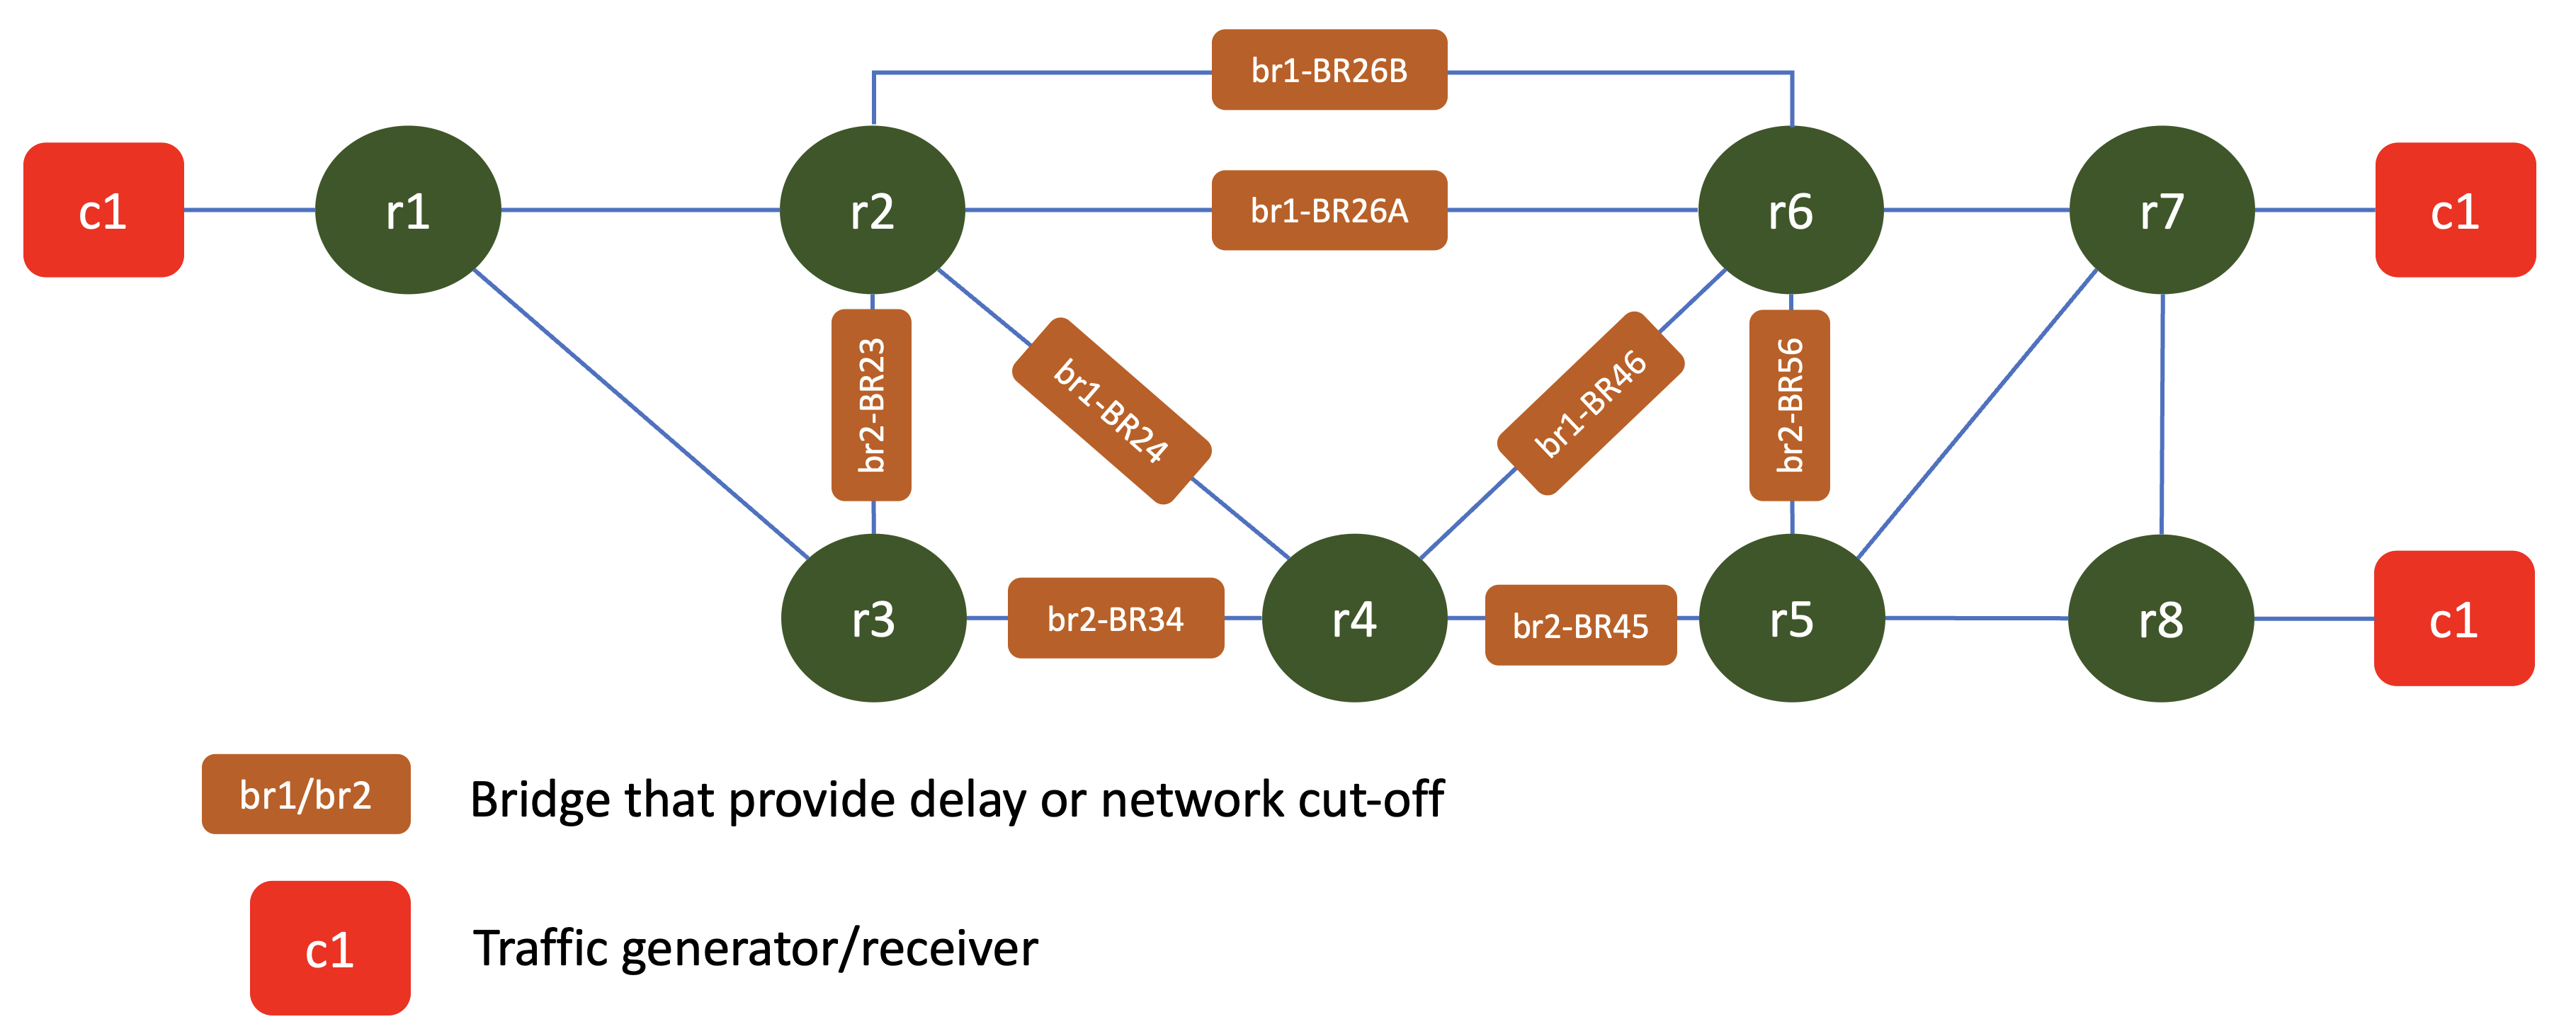 br1-BR26B
c1
r1
r2
br1-BR26A
r6
r7
c1
br2-BR23
br1-BR24
br1-BR46
br2-BR56
r3
br2-BR34
r4
br2-BR45
r5
r8
c1
br1/br2
Bridge that provide delay or network cut-off
c1
Traffic generator/receiver